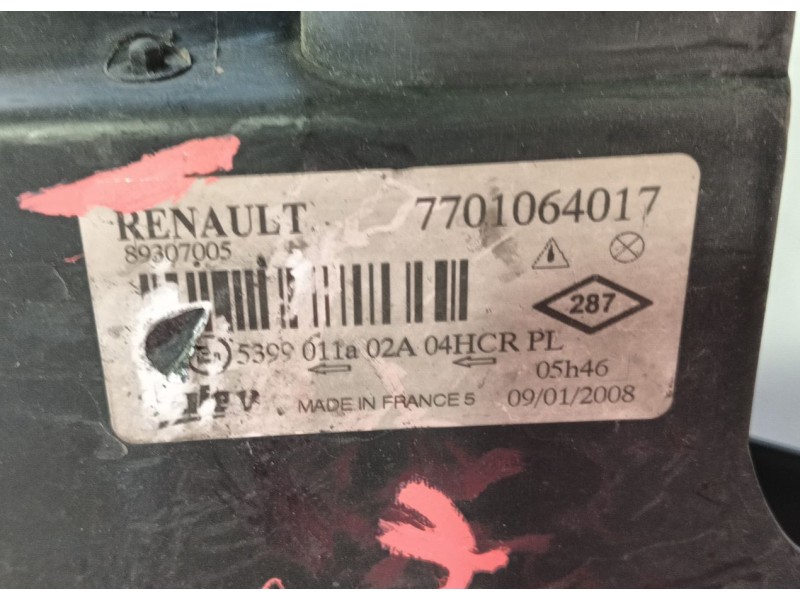 RENAULT 7701064017
89307005
287
5399 011a 02A 04HCR PL
05h46
MADE IN FRANCE 5 09/01/2008